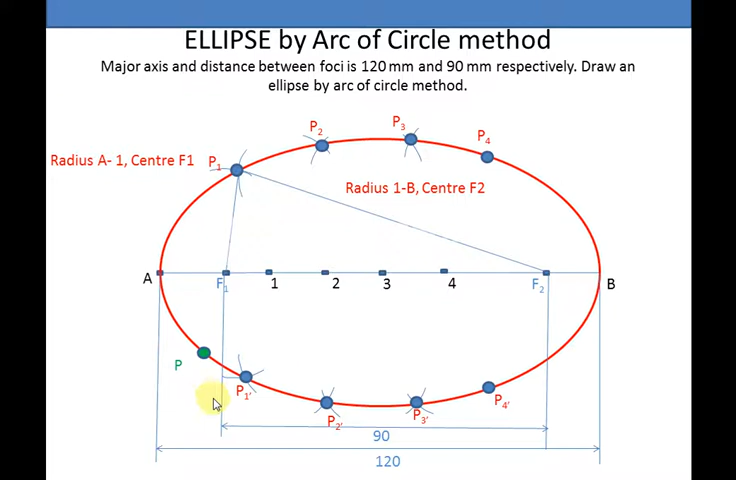 ELLIPSE by Arc of Circle method
Major axis and distance between foci is 120 mm and 90 mm respectively. Draw an
ellipse by arc of circle method.
P2
P3
P4
Radius A- 1, Centre F1
P1
Radius 1-B, Centre F2
A
F1
1
2
3
4
F2
B
P
P1'
P2'
P3'
P4'
90
120